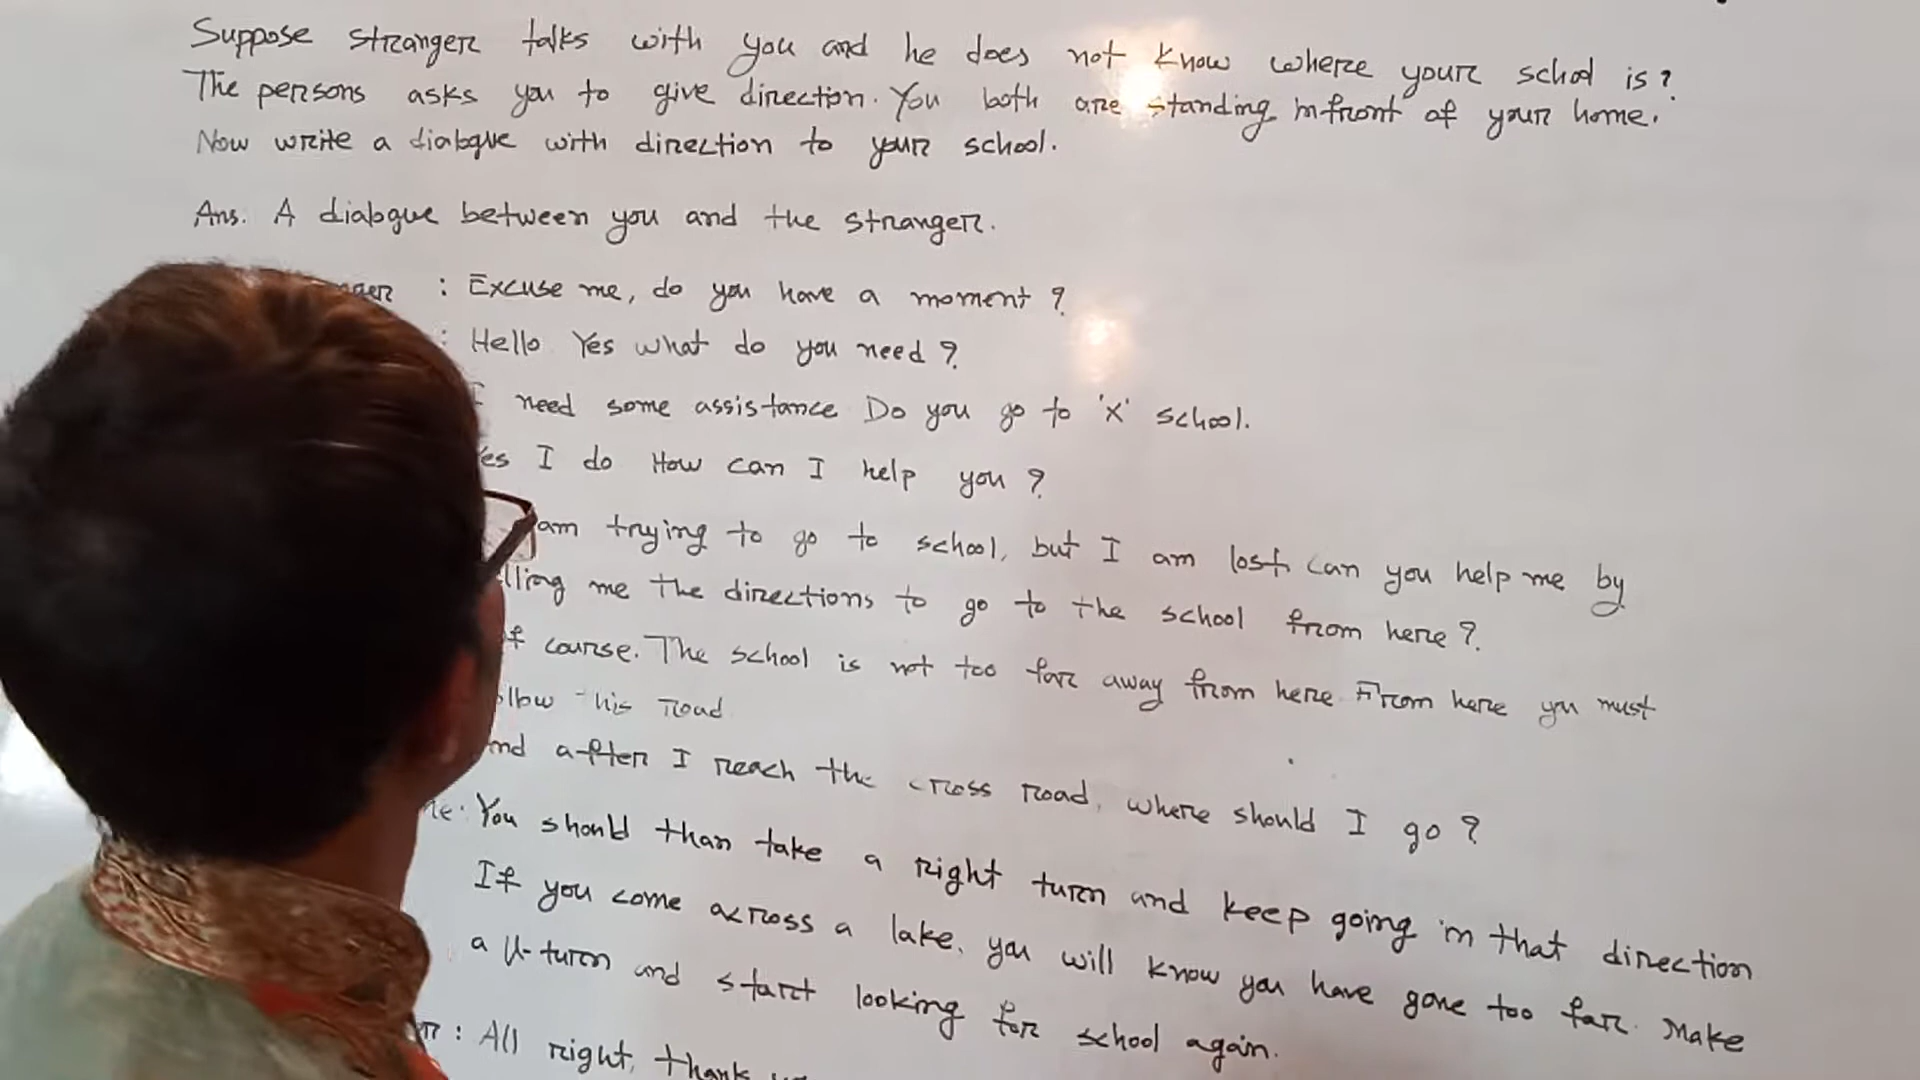 Suppose stranger talks with you and he does not know where your school is?
The persons asks you to give direction. You both are standing infront of your home.
Now write a dialogue with direction to your school.
Ans. A dialogue between you and the stranger.
: Excuse me, do you have a moment?
: Hello Yes what do you need?
I need some assistance Do you go to 'X' school.
es I do How can I help you?
am trying to go to school, but I am lost, can you help me by
lling me the directions to go to the school from here?
f course. The school is not too far away from here. From here you must
ollow this road
nd after I reach the cross road, where should I go?
Me: You should than take a right turn and keep going in that direction
If you come across a lake, you will know you have gone too far. Make
a U-turn and start looking for school again.
: All right, thank